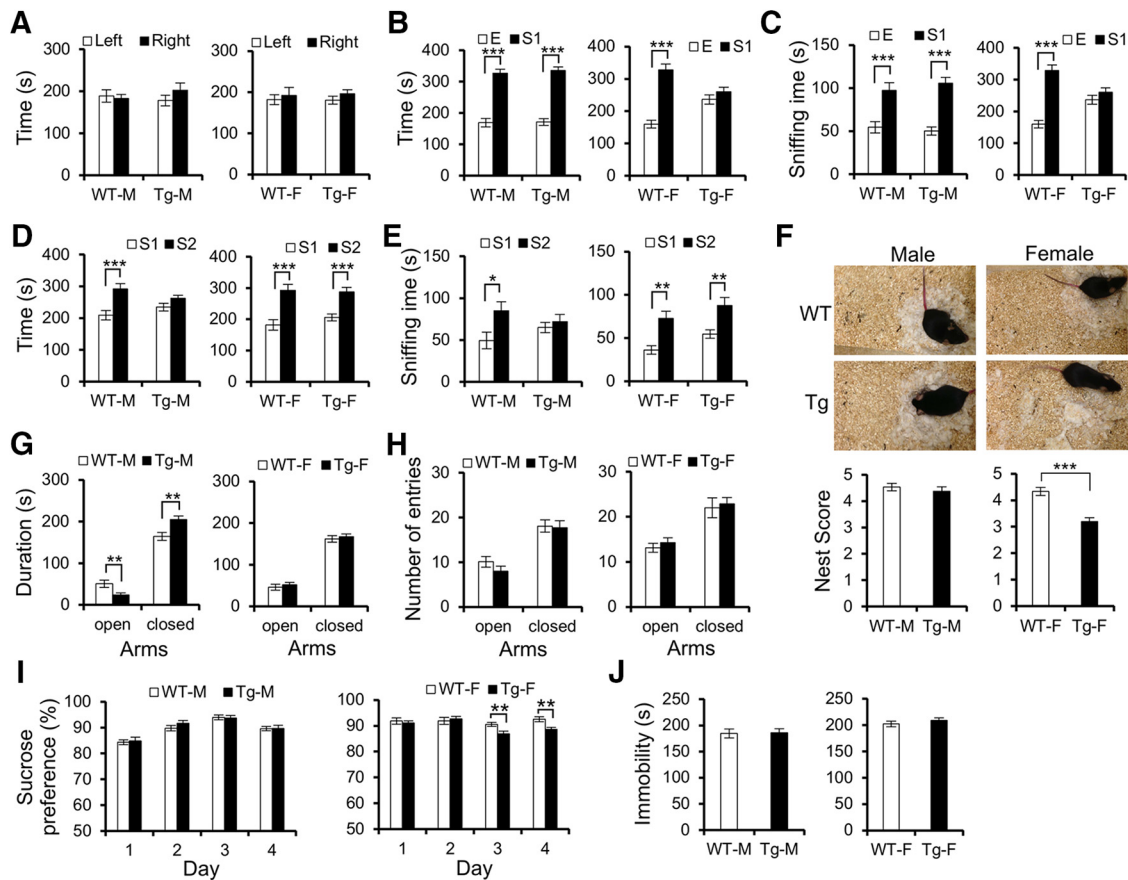 A
Left Right
Left Right
Time (s)
300
200
100
0
300
200
100
0
WT-M Tg-M
WT-F Tg-F
B
E S1
E S1
Time (s)
400
300
200
100
0
400
300
200
100
0
*** ***
***
WT-M Tg-M
WT-F Tg-F
C
E S1
E S1
Sniffing ime (s)
150
100
50
0
400
300
200
100
0
*** ***
***
WT-M Tg-M
WT-F Tg-F
D
S1 S2
S1 S2
Time (s)
400
300
200
100
0
400
300
200
100
0
***
*** ***
WT-M Tg-M
WT-F Tg-F
E
S1 S2
S1 S2
Sniffing ime (s)
150
100
50
0
150
100
50
0
*
** **
WT-M Tg-M
WT-F Tg-F
F
Male Female
WT
Tg
Nest Score
5
4
3
2
1
0
5
4
3
2
1
0
***
WT-M Tg-M
WT-F Tg-F
G
WT-M Tg-M
WT-F Tg-F
Duration (s)
300
200
100
0
300
200
100
0
**
**
open closed
open closed
Arms
Arms
H
WT-M Tg-M
WT-F Tg-F
Number of entries
30
20
10
0
30
20
10
0
open closed
open closed
Arms
Arms
I
WT-M Tg-M
WT-F Tg-F
Sucrose
preference (%)
100
90
80
70
60
50
100
90
80
70
60
50
** **
1 2 3 4
1 2 3 4
Day
Day
J
Immobility (s)
250
200
150
100
50
0
250
200
150
100
50
0
WT-M Tg-M
WT-F Tg-F